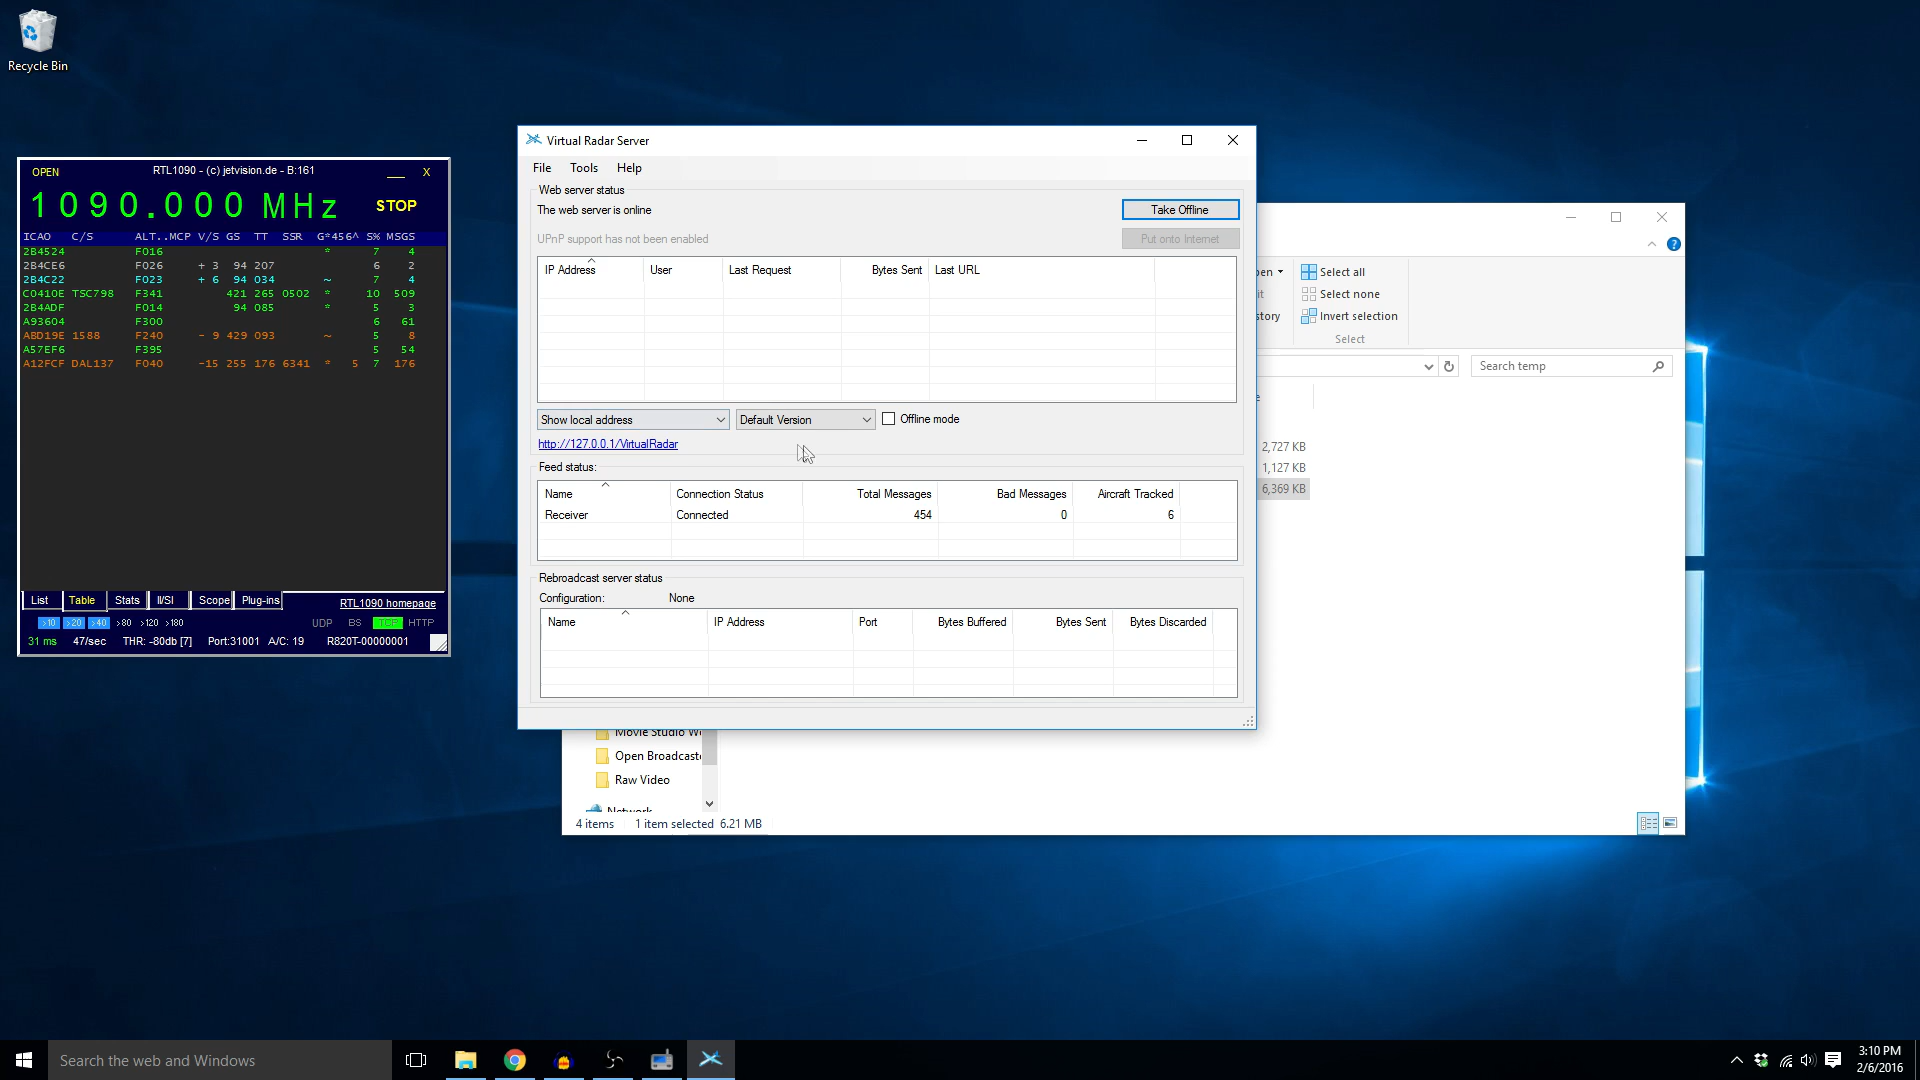 Recycle Bin
OPEN RTL1090 - (c) jetvision.de - B:161 __ X
1090.000 MHz STOP
ICAO C/S ALT..MCP V/S GS TT SSR G*456^ S% MSGS
2B4524 F016 * 7 4
2B4CE6 F026 + 3 94 207 6 2
2B4C22 F023 + 6 94 034 ~ 7 4
C0410E TSC798 F341 421 265 0502 * 10 509
2B4ADF F014 94 085 * 5 3
A93604 F300 6 61
ABD19E 1588 F240 - 9 429 093 ~ 5 8
A57EF6 F395 5 54
A12FCF DAL137 F040 -15 255 176 6341 * 5 7 176
List Table Stats II/SI Scope Plug-ins RTL1090 homepage
>10 >20 >40 >80 >120 >180 UDP BS TCP HTTP
31 ms 47/sec THR: -80db [7] Port:31001 A/C: 19 R820T-00000001
Virtual Radar Server
File Tools Help
Web server status
The web server is online Take Offline
UPnP support has not been enabled Put onto Internet
IP Address User Last Request Bytes Sent Last URL
Show local address Default Version Offline mode
http://127.0.0.1/VirtualRadar
Feed status:
Name Connection Status Total Messages Bad Messages Aircraft Tracked
Receiver Connected 454 0 6
Rebroadcast server status
Configuration: None
Name IP Address Port Bytes Buffered Bytes Sent Bytes Discarded
en Select all
it Select none
story Invert selection
Select
Search temp
e
2,727 KB
1,127 KB
6,369 KB
Movie Studio W
Open Broadcast
Raw Video
Network
4 items 1 item selected 6.21 MB
Search the web and Windows
3:10 PM
2/6/2016